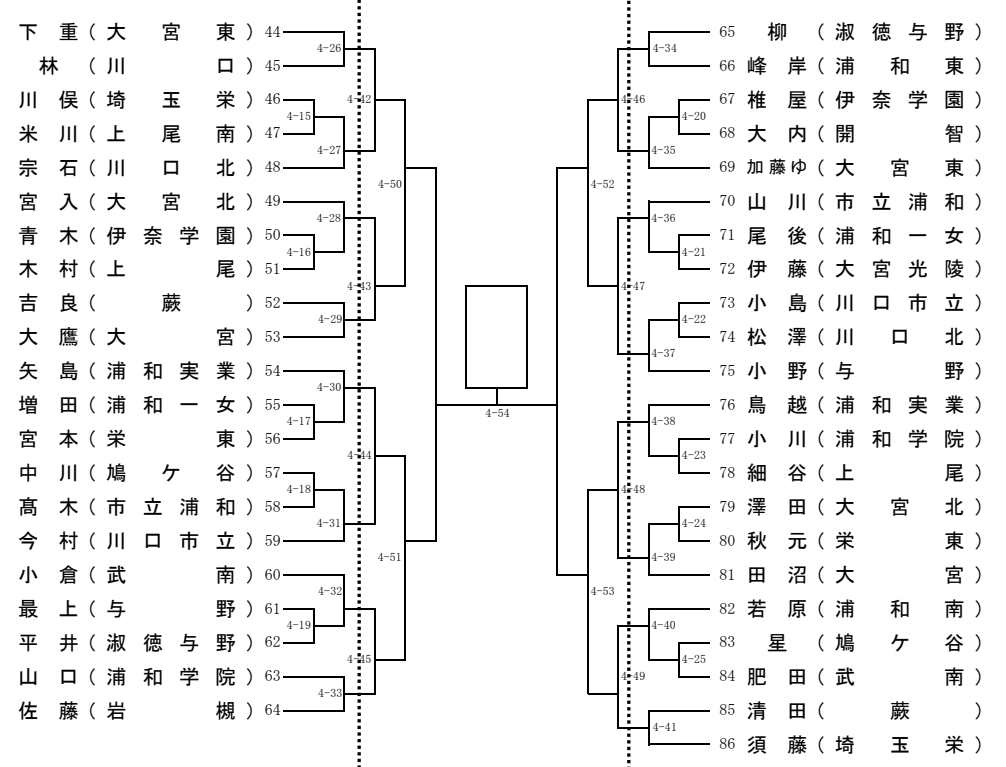 下重(大宮東) 44
林(川口) 45
川俣(埼玉栄) 46
米川(上尾南) 47
宗石(川口北) 48
宮入(大宮北) 49
青木(伊奈学園) 50
木村(上尾) 51
吉良(蕨) 52
大鷹(大宮) 53
矢島(浦和実業) 54
増田(浦和一女) 55
宮本(栄東) 56
中川(鳩ケ谷) 57
髙木(市立浦和) 58
今村(川口市立) 59
小倉(武南) 60
最上(与野) 61
平井(淑徳与野) 62
山口(浦和学院) 63
佐藤(岩槻) 64
4-26
4-15
4-27
4-28
4-16
4-29
4-30
4-17
4-18
4-31
4-32
4-19
4-33
4-42
4-43
4-44
4-45
4-50
4-51
4-54
4-52
4-53
4-46
4-47
4-48
4-49
4-34
4-20
4-35
4-36
4-21
4-22
4-37
4-38
4-23
4-24
4-39
4-40
4-25
4-41
65 柳(淑徳与野)
66 峰岸(浦和東)
67 椎屋(伊奈学園)
68 大内(開智)
69 加藤ゆ(大宮東)
70 山川(市立浦和)
71 尾後(浦和一女)
72 伊藤(大宮光陵)
73 小島(川口市立)
74 松澤(川口北)
75 小野(与野)
76 鳥越(浦和実業)
77 小川(浦和学院)
78 細谷(上尾)
79 澤田(大宮北)
80 秋元(栄東)
81 田沼(大宮)
82 若原(浦和南)
83 星(鳩ケ谷)
84 肥田(武南)
85 清田(蕨)
86 須藤(埼玉栄)